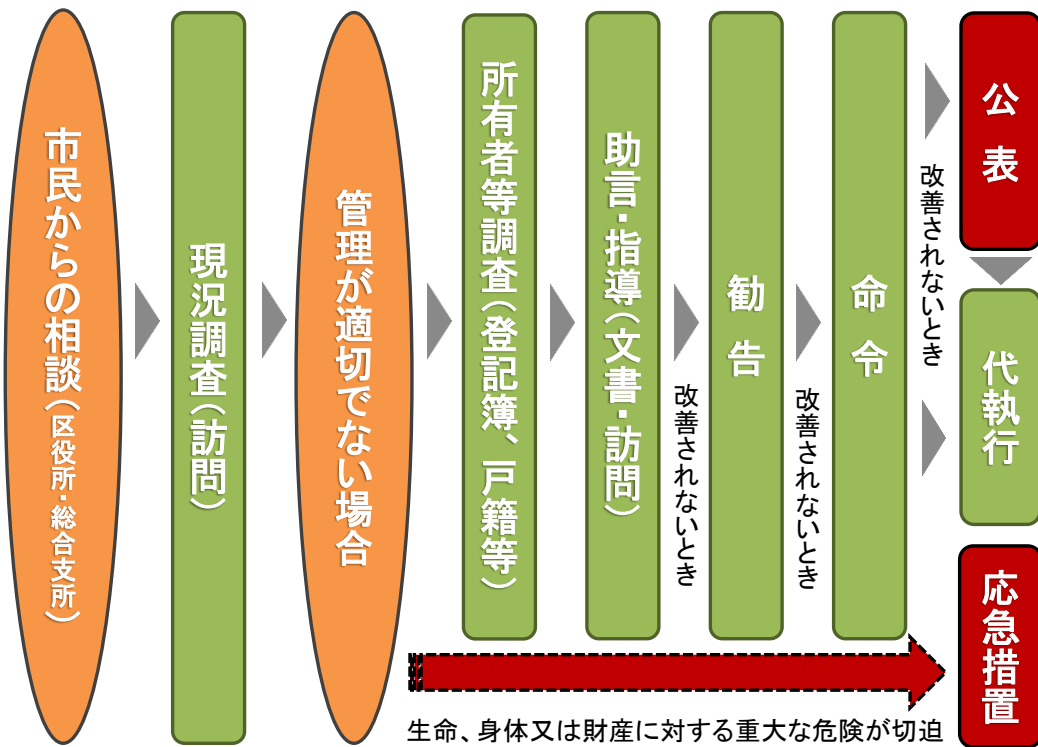 市民からの相談(区役所・総合支所)
現況調査(訪問)
管理が適切でない場合
所有者等調査(登記簿、戸籍等)
助言・指導(文書・訪問)
改善されないとき
勧告
改善されないとき
命令
改善されないとき
公表
代執行
応急措置
生命、身体又は財産に対する重大な危険が切迫